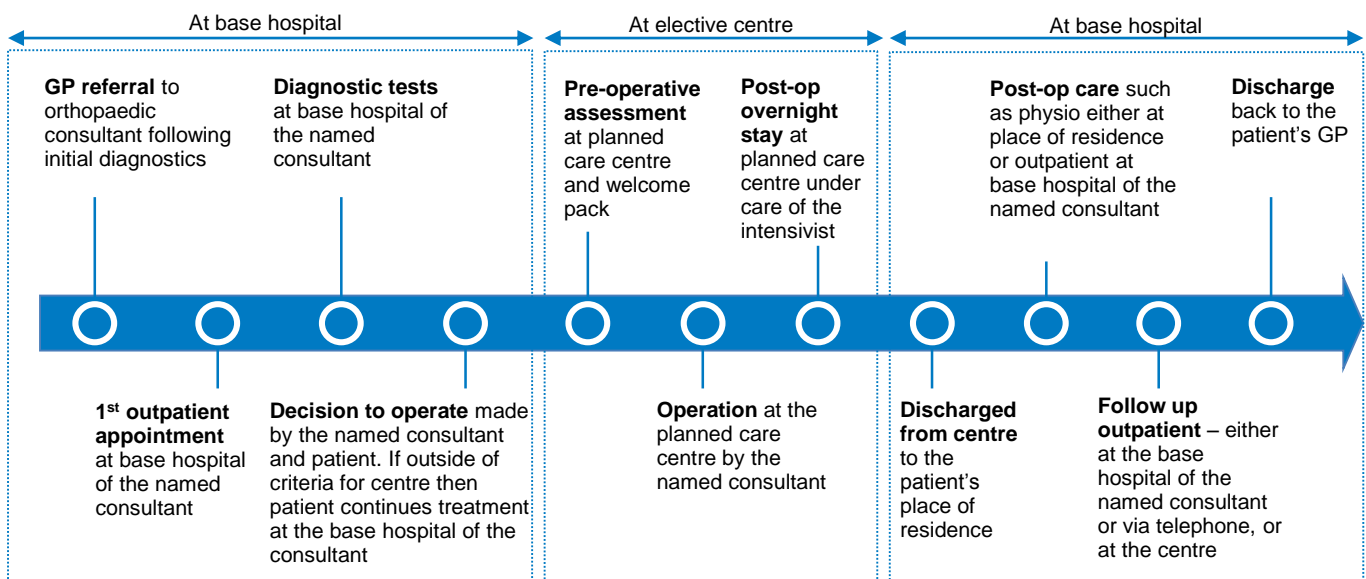 At base hospital
At elective centre
At base hospital
GP referral to
orthopaedic
consultant following
initial diagnostics
Diagnostic tests
at base hospital of
the named
consultant
Pre-operative
assessment
at planned
care centre
and welcome
pack
Post-op
overnight
stay at
planned care
centre under
care of the
intensivist
Post-op care such
as physio either at
place of residence
or outpatient at
base hospital of the
named consultant
Discharge
back to the
patient’s GP
1st outpatient
appointment
at base hospital
of the named
consultant
Decision to operate made
by the named consultant
and patient. If outside of
criteria for centre then
patient continues treatment
at the base hospital of the
consultant
Operation at the
planned care
centre by the
named consultant
Discharged
from centre
to the
patient’s
place of
residence
Follow up
outpatient – either
at the base
hospital of the
named consultant
or via telephone, or
at the centre